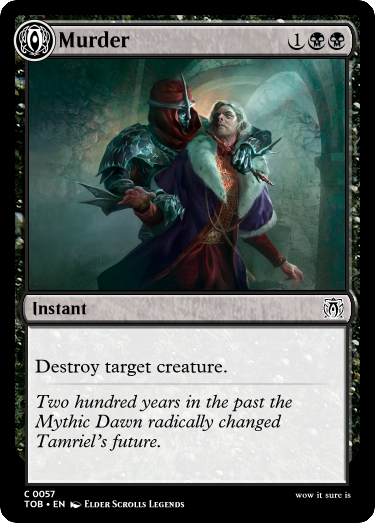 Murder 1
Instant
Destroy target creature.
Two hundred years in the past the
Mythic Dawn radically changed
Tamriel's future.
C 0057
TOB • EN Elder Scrolls Legends
wow it sure is